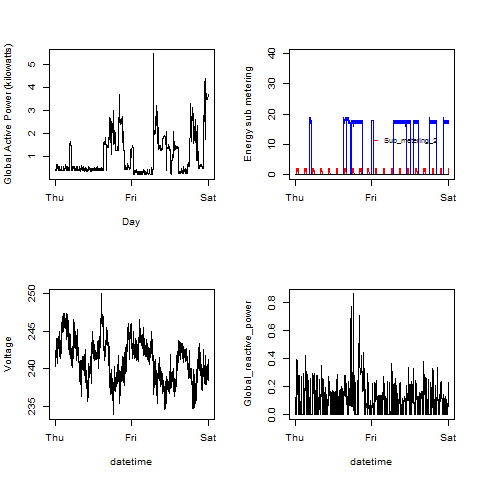 Global Active Power (kilowatts)
5
4
3
2
1
Thu Fri Sat
Day
Energy sub metering
40
30
20
10
0
Sub_metering_2
Thu Fri Sat
Voltage
250
245
240
235
Thu Fri Sat
datetime
Global_reactive_power
0.8
0.6
0.4
0.2
0.0
Thu Fri Sat
datetime